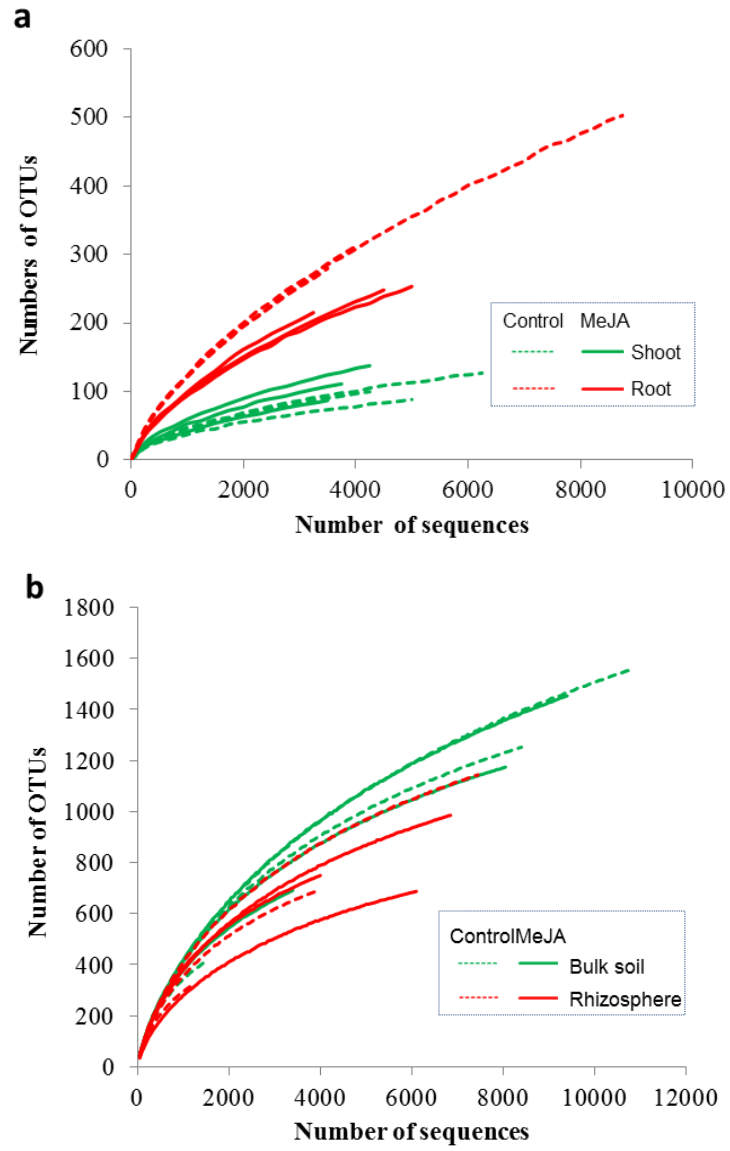 a
600
500
400
300
200
100
0
Numbers of OTUs
Control MeJA
Shoot
Root
0 2000 4000 6000 8000 10000
Number of sequences
b
1800
1600
1400
1200
1000
800
600
400
200
0
Number of OTUs
ControlMeJA
Bulk soil
Rhizosphere
0 2000 4000 6000 8000 10000 12000
Number of sequences